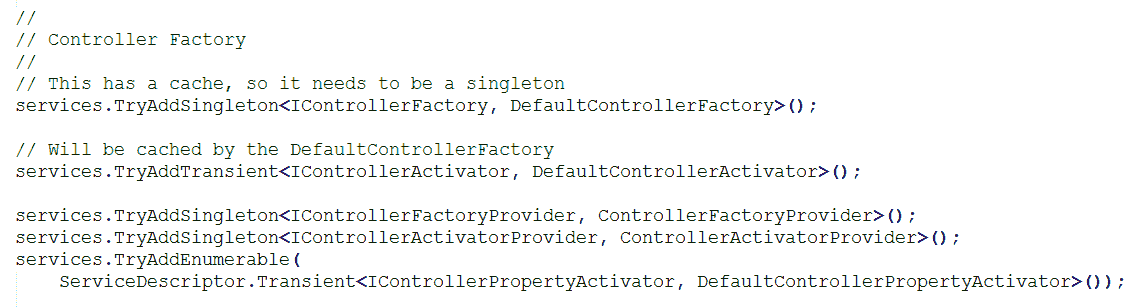 //
// Controller Factory
//
// This has a cache, so it needs to be a singleton
services.TryAddSingleton<IControllerFactory, DefaultControllerFactory>();

// Will be cached by the DefaultControllerFactory
services.TryAddTransient<IControllerActivator, DefaultControllerActivator>();

services.TryAddSingleton<IControllerFactoryProvider, ControllerFactoryProvider>();
services.TryAddSingleton<IControllerActivatorProvider, ControllerActivatorProvider>();
services.TryAddEnumerable(
    ServiceDescriptor.Transient<IControllerPropertyActivator, DefaultControllerPropertyActivator>());